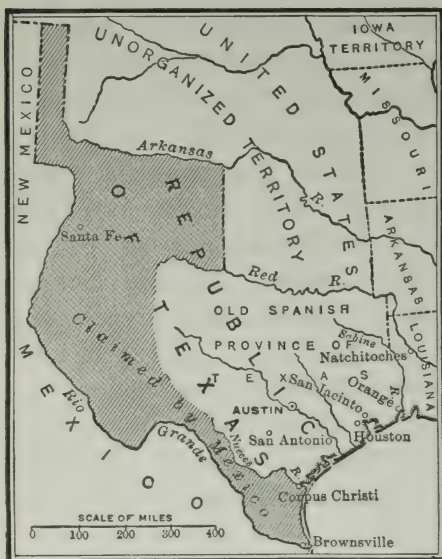 IOWA
TERRITORY
UNITED STATES
UNORGANIZED TERRITORY
MISSOURI
NEW MEXICO
Arkansas R.
TERRITORY
ARKANSAS
REPUBLIC
OF
TEXAS
Santa Fe
Red R.
OLD SPANISH
PROVINCE OF
TEXAS
LOUISIANA
Sabine R.
Natchitoches
Claimed by Mexico
Orange
San Jacinto
AUSTIN
Houston
San Antonio
MEXICO
Rio Grande
Nueces R.
Corpus Christi
SCALE OF MILES
0 100 200 300 400
Brownsville